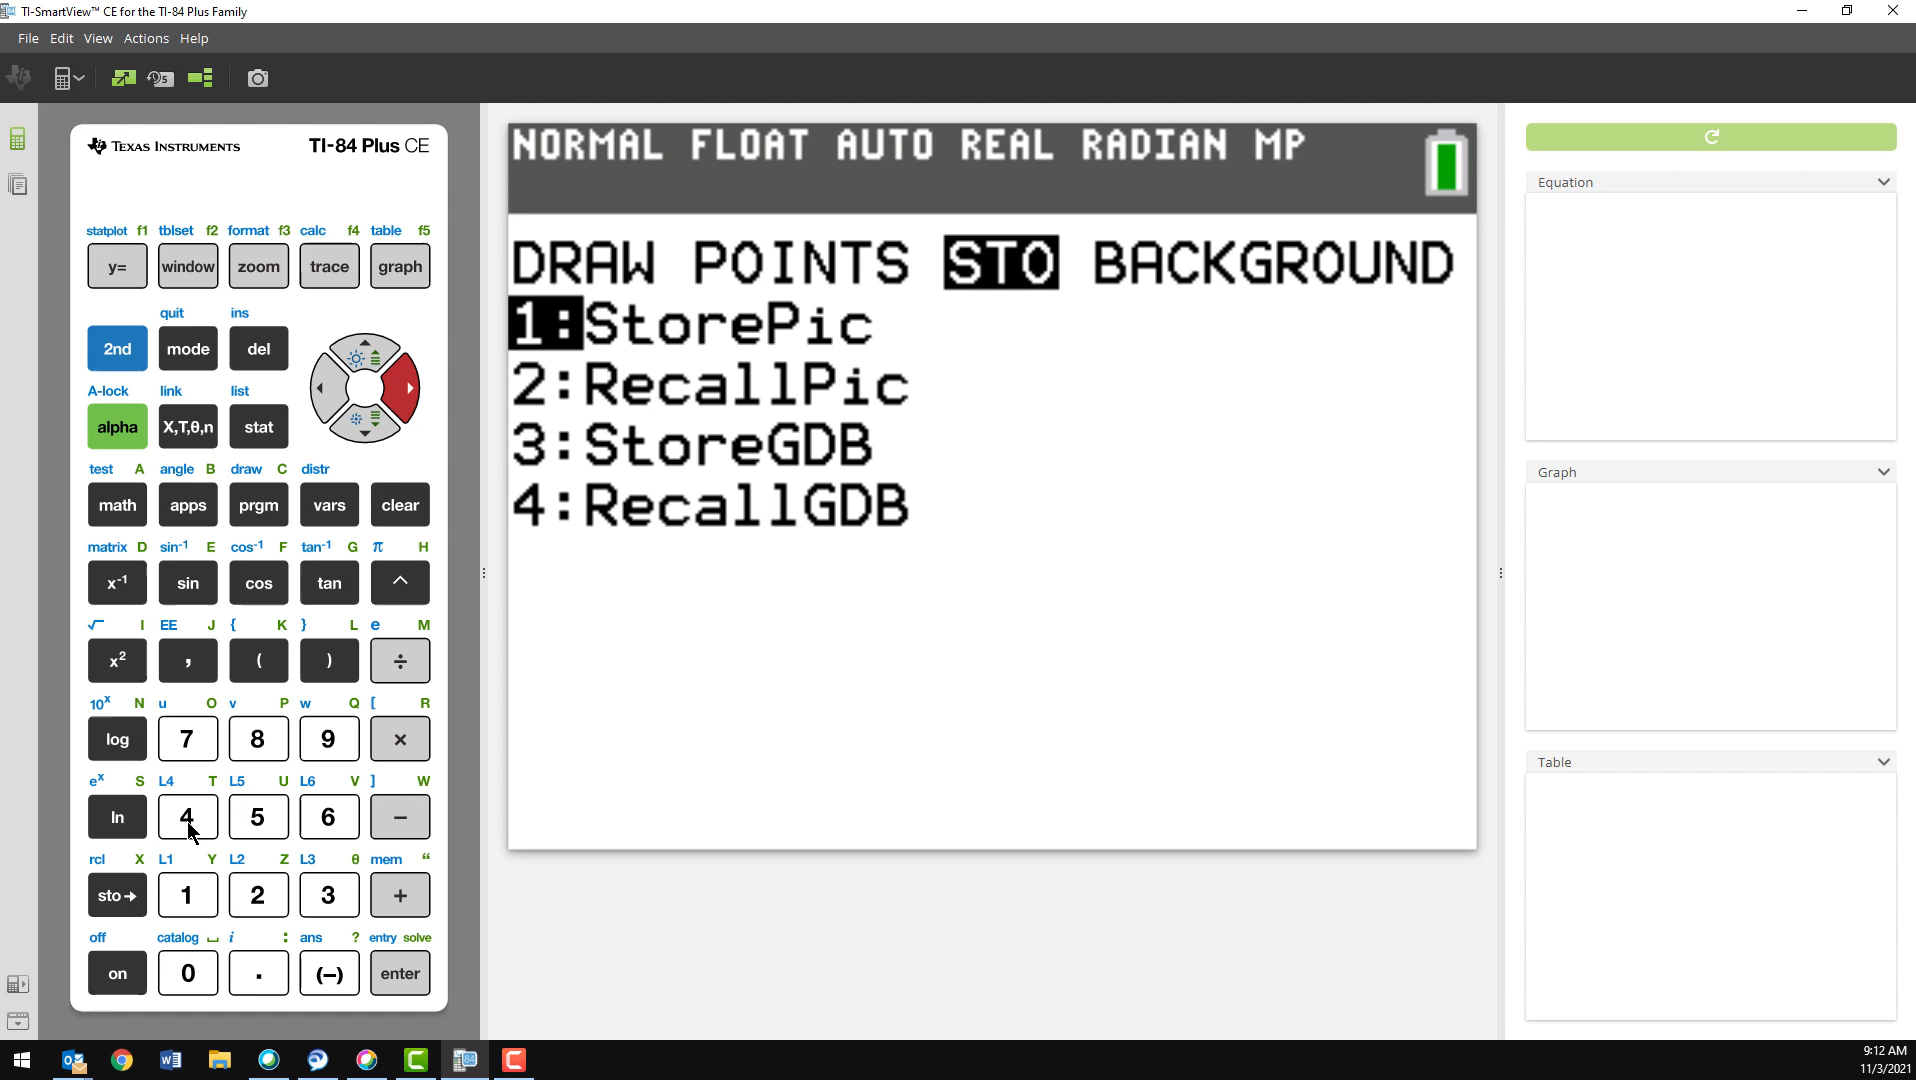 TI-SmartView™ CE for the TI-84 Plus Family
File Edit View Actions Help
TEXAS INSTRUMENTS TI-84 Plus CE
statplot f1 tblset f2 format f3 calc f4 table f5
y= window zoom trace graph
quit ins
2nd mode del
A-lock link list
alpha X,T,θ,n stat
test A angle B draw C distr
math apps prgm vars clear
matrix D sin-1 E cos-1 F tan-1 G π H
x-1 sin cos tan ^
√ I EE J { K } L e M
x2 , ( ) ÷
10x N u O v P w Q [ R
log 7 8 9 ×
ex S L4 T L5 U L6 V ] W
ln 4 5 6 −
rcl X L1 Y L2 Z L3 θ mem “
sto→ 1 2 3 +
off catalog ⎵ i : ans ? entry solve
on 0 . (−) enter
NORMAL FLOAT AUTO REAL RADIAN MP
DRAW POINTS STO BACKGROUND
1:StorePic
2:RecallPic
3:StoreGDB
4:RecallGDB
Equation
Graph
Table
9:12 AM
11/3/2021